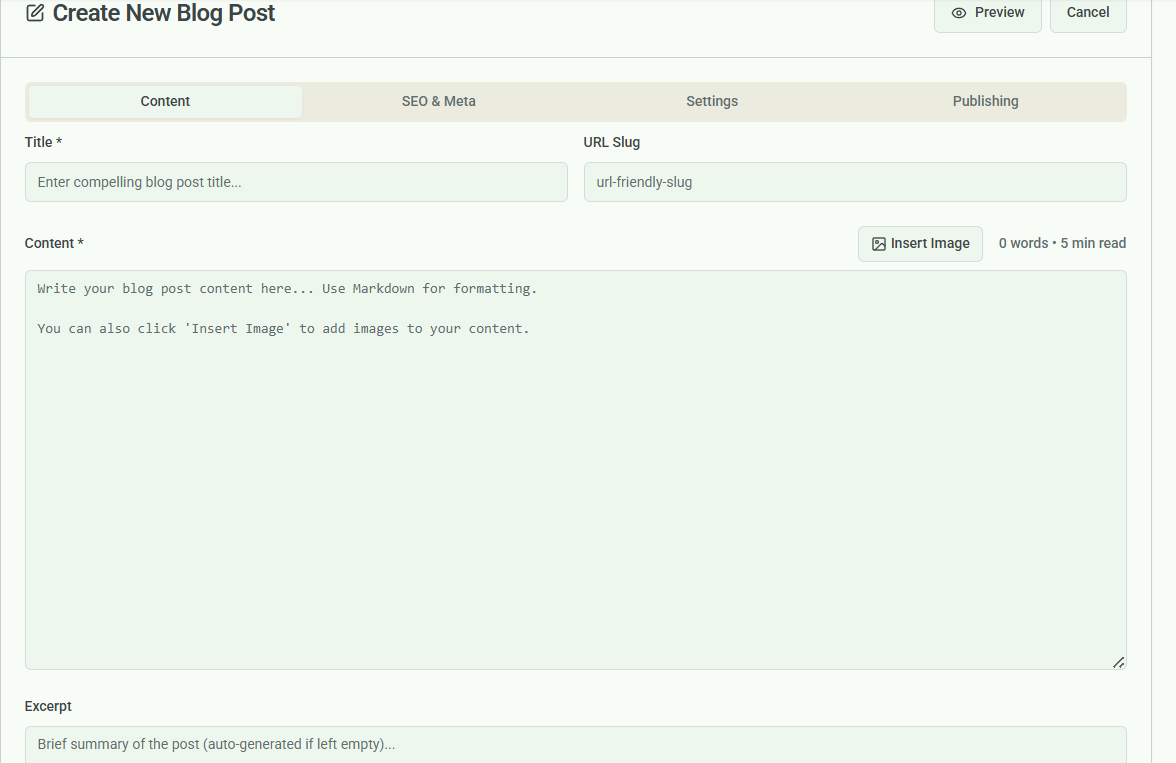 Create New Blog Post
Preview
Cancel
Content
SEO & Meta
Settings
Publishing
Title *
URL Slug
Enter compelling blog post title...
url-friendly-slug
Content *
Insert Image
0 words • 5 min read
Write your blog post content here... Use Markdown for formatting.
You can also click 'Insert Image' to add images to your content.
Excerpt
Brief summary of the post (auto-generated if left empty)...